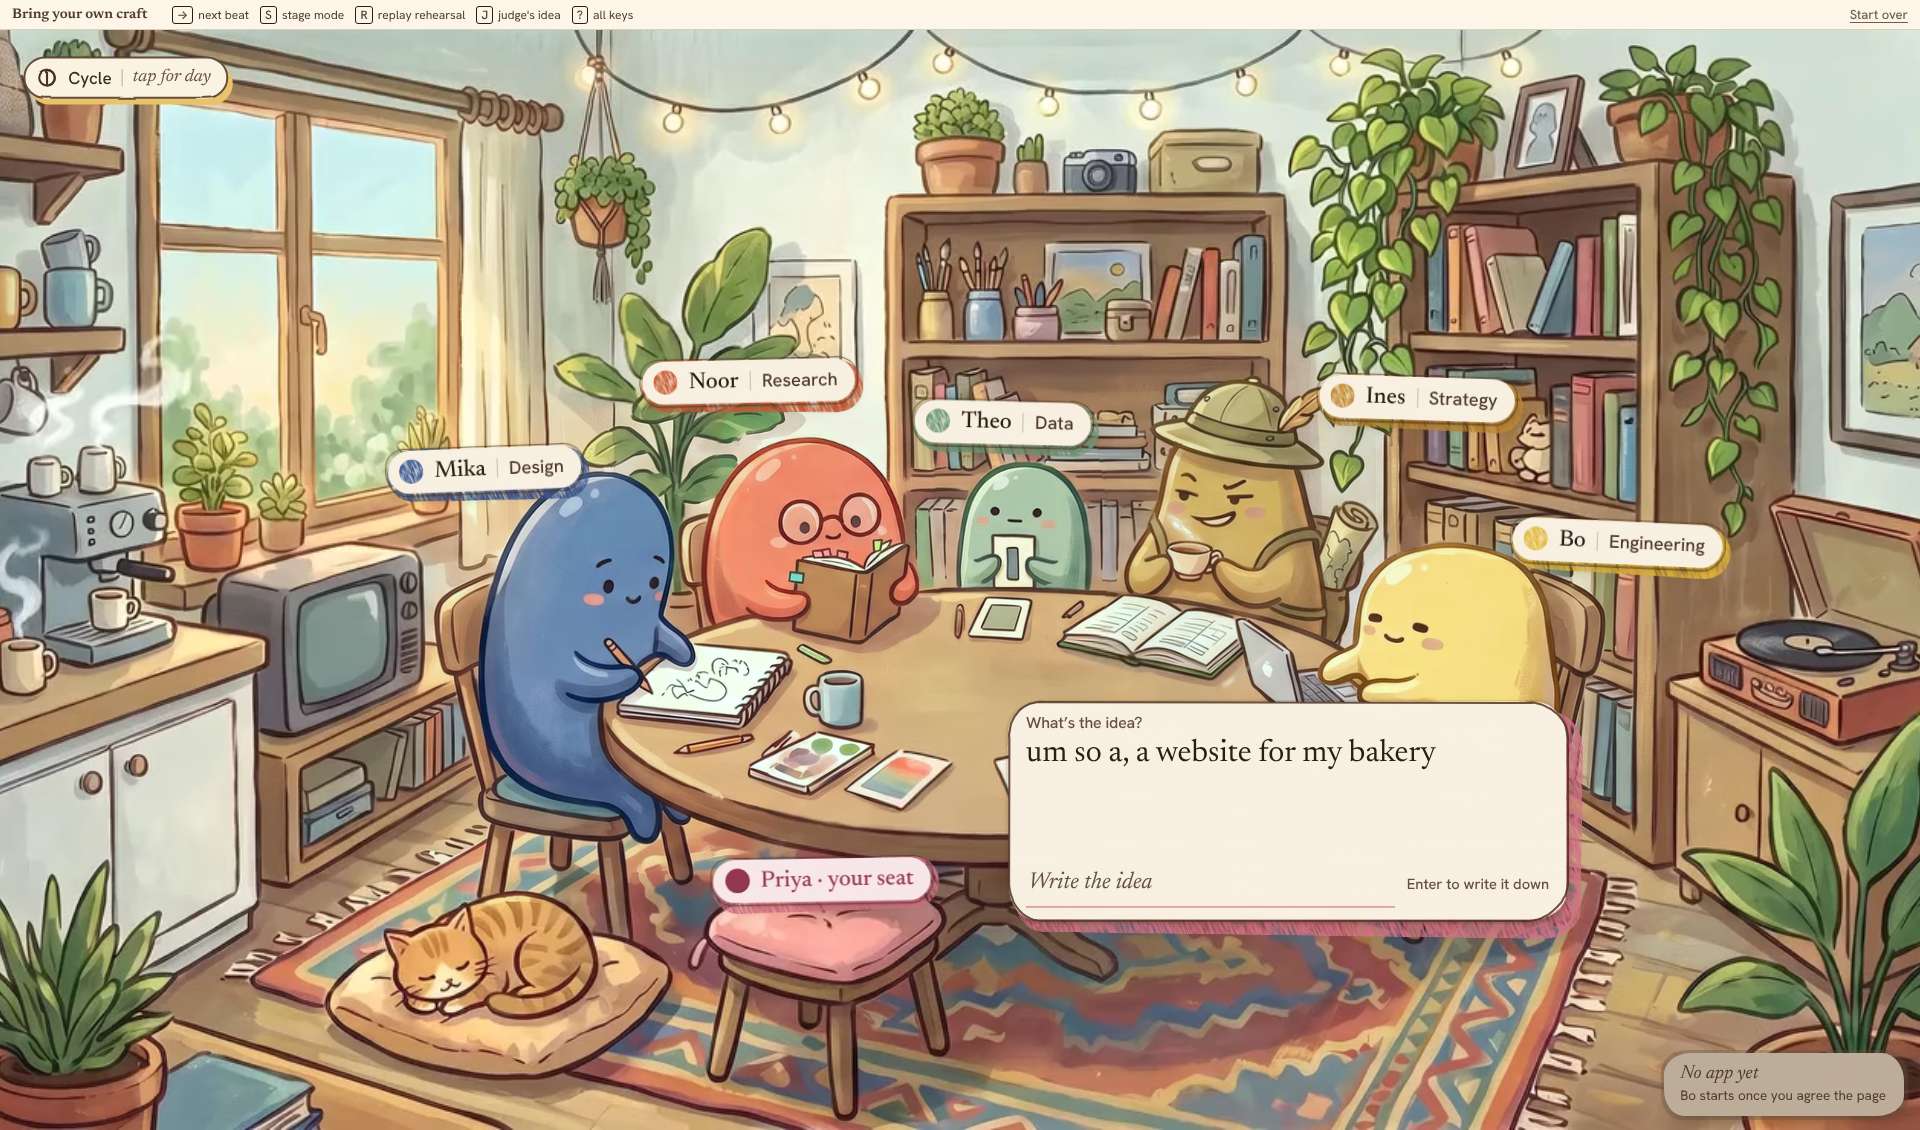 Bring your own craft → next beat S stage mode R replay rehearsal J judge's idea ? all keys Start over
Cycle tap for day
Noor Research
Ines Strategy
Theo Data
Mika Design
Bo Engineering
What's the idea?
um so a, a website for my bakery
Priya · your seat
Write the idea Enter to write it down
No app yet
Bo starts once you agree the page